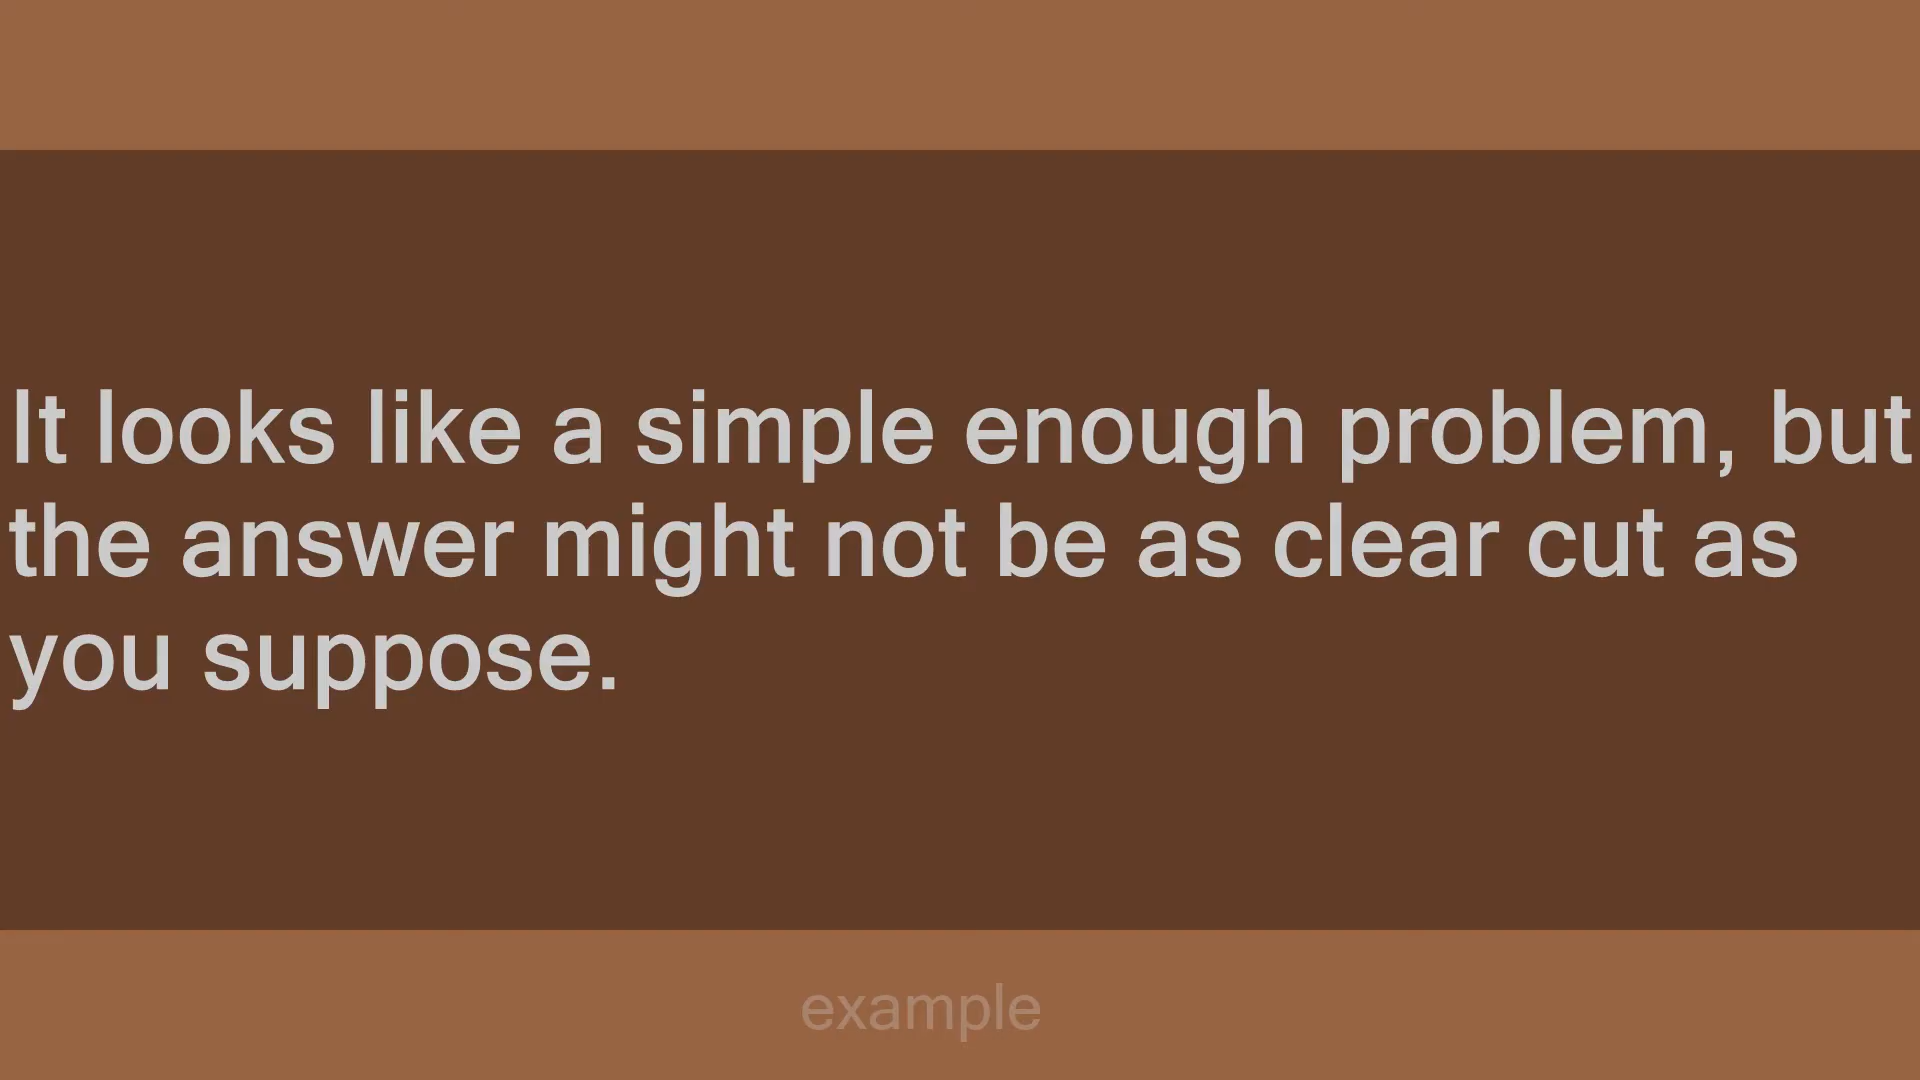 It looks like a simple enough problem, but
the answer might not be as clear cut as
you suppose.
example